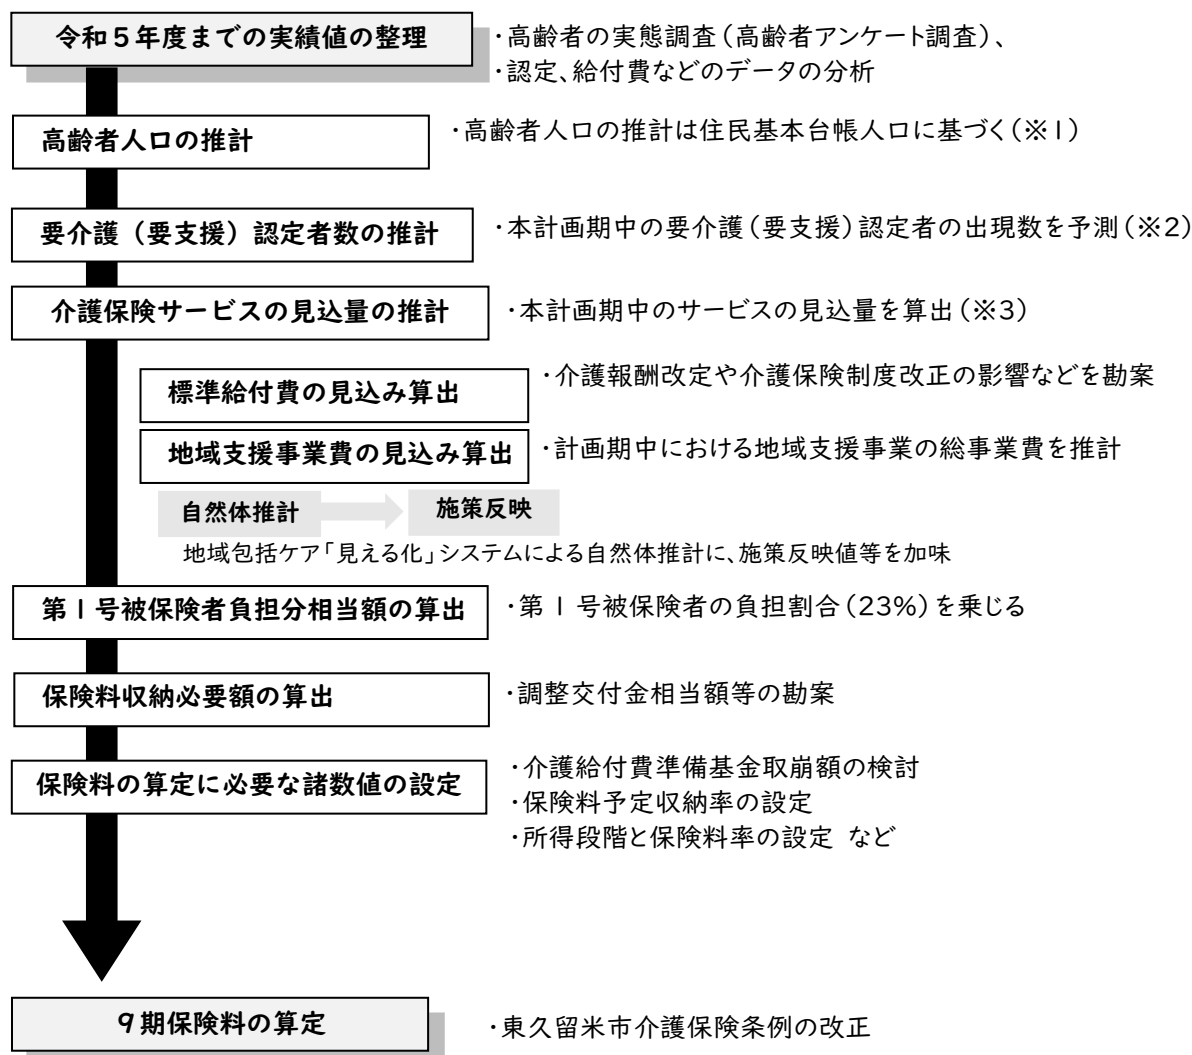 令和5年度までの実績値の整理
・高齢者の実態調査(高齢者アンケート調査)、
・認定、給付費などのデータの分析
高齢者人口の推計
・高齢者人口の推計は住民基本台帳人口に基づく(※1)
要介護(要支援)認定者数の推計
・本計画期中の要介護(要支援)認定者の出現数を予測(※2)
介護保険サービスの見込量の推計
・本計画期中のサービスの見込量を算出(※3)
標準給付費の見込み算出
・介護報酬改定や介護保険制度改正の影響などを勘案
地域支援事業費の見込み算出
・計画期中における地域支援事業の総事業費を推計
自然体推計
施策反映
地域包括ケア「見える化」システムによる自然体推計に、施策反映値等を加味
第1号被保険者負担分相当額の算出
・第1号被保険者の負担割合(23%)を乗じる
保険料収納必要額の算出
・調整交付金相当額等の勘案
保険料の算定に必要な諸数値の設定
・介護給付費準備基金取崩額の検討
・保険料予定収納率の設定
・所得段階と保険料率の設定 など
9期保険料の算定
・東久留米市介護保険条例の改正